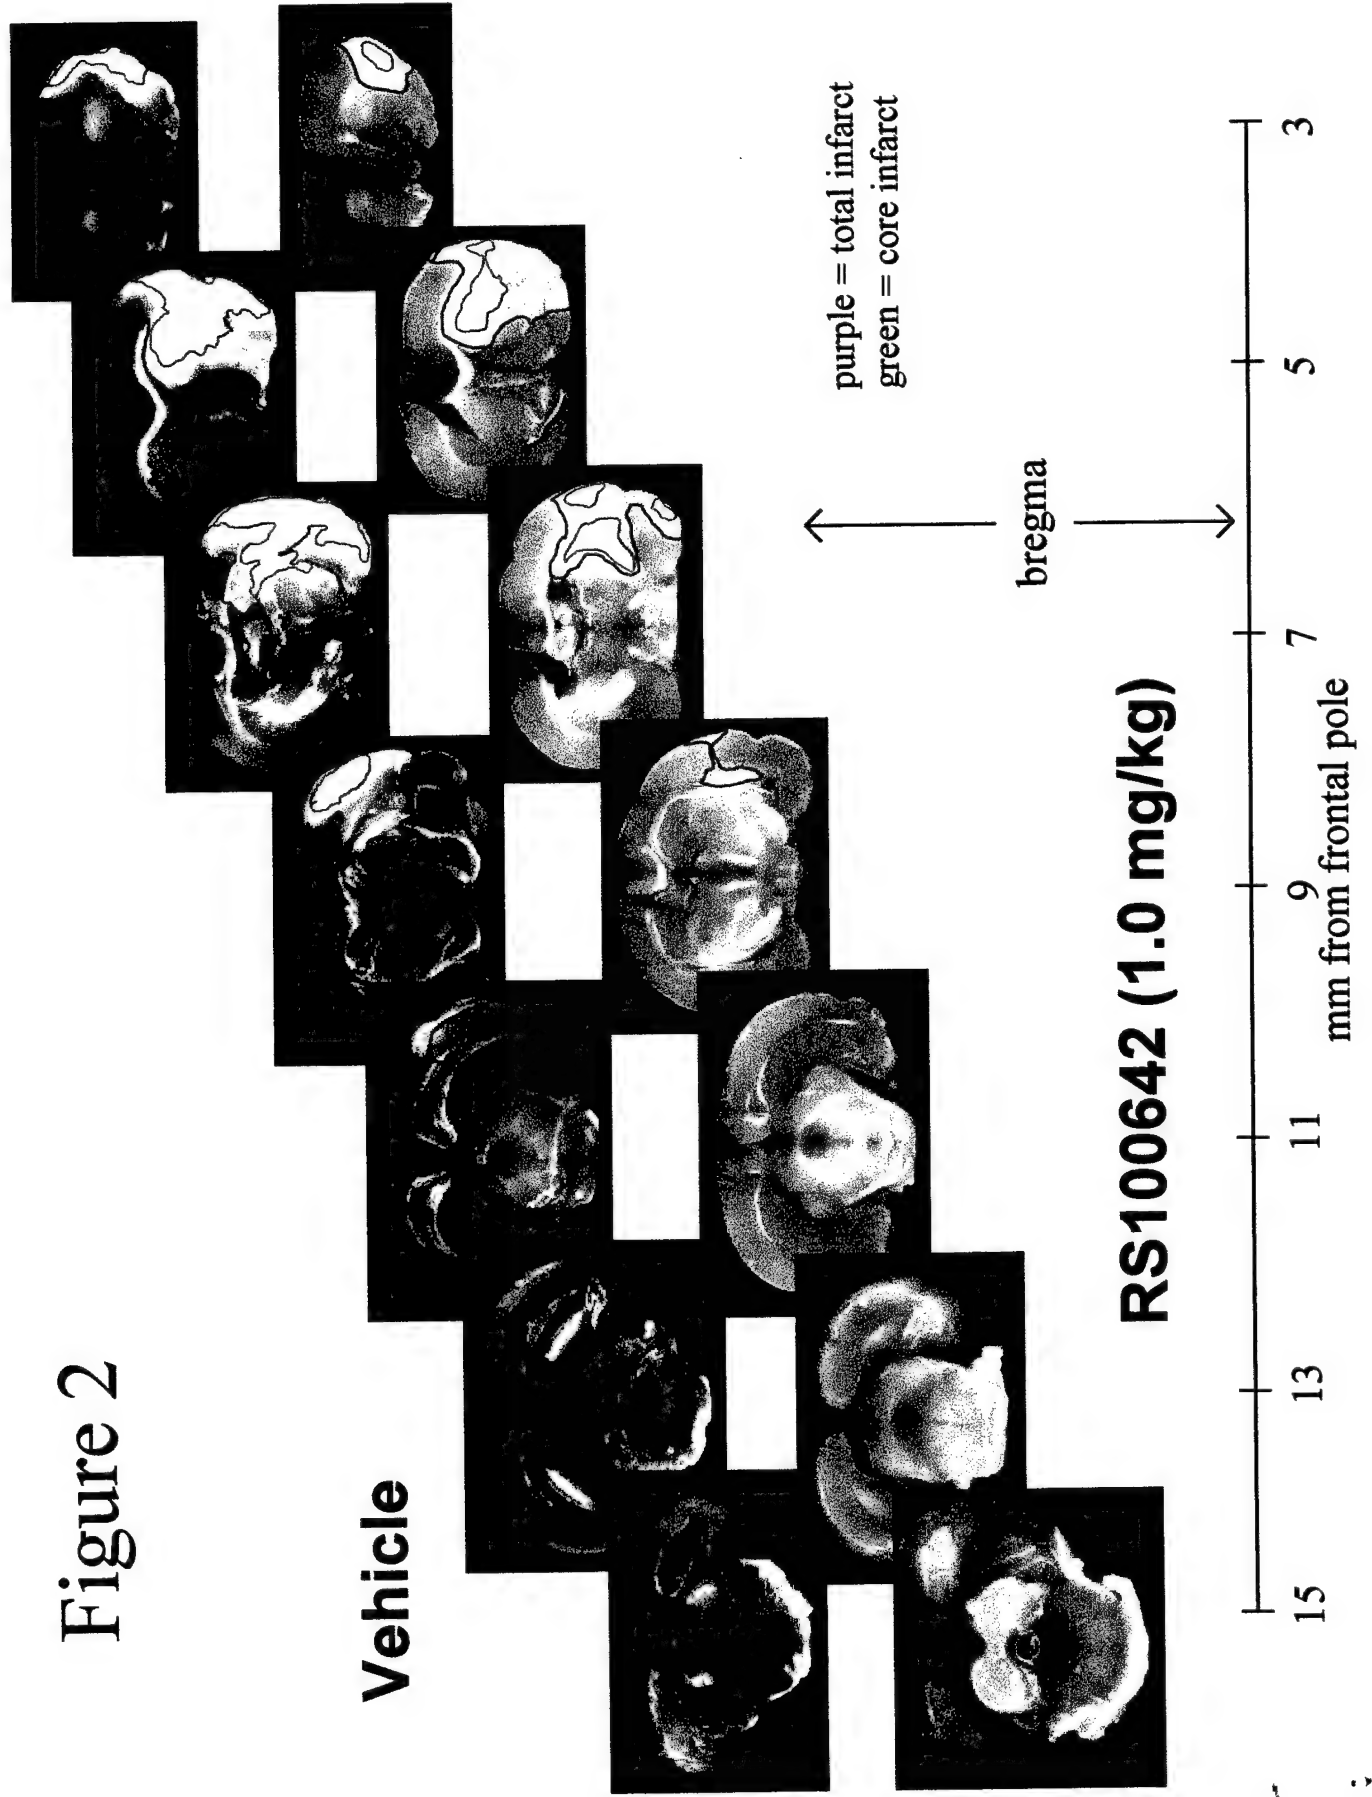 Figure 2
Vehicle
purple = total infarct
green = core infarct
bregma
RS100642 (1.0 mg/kg)
15 13 11 9 7 5 3
mm from frontal pole